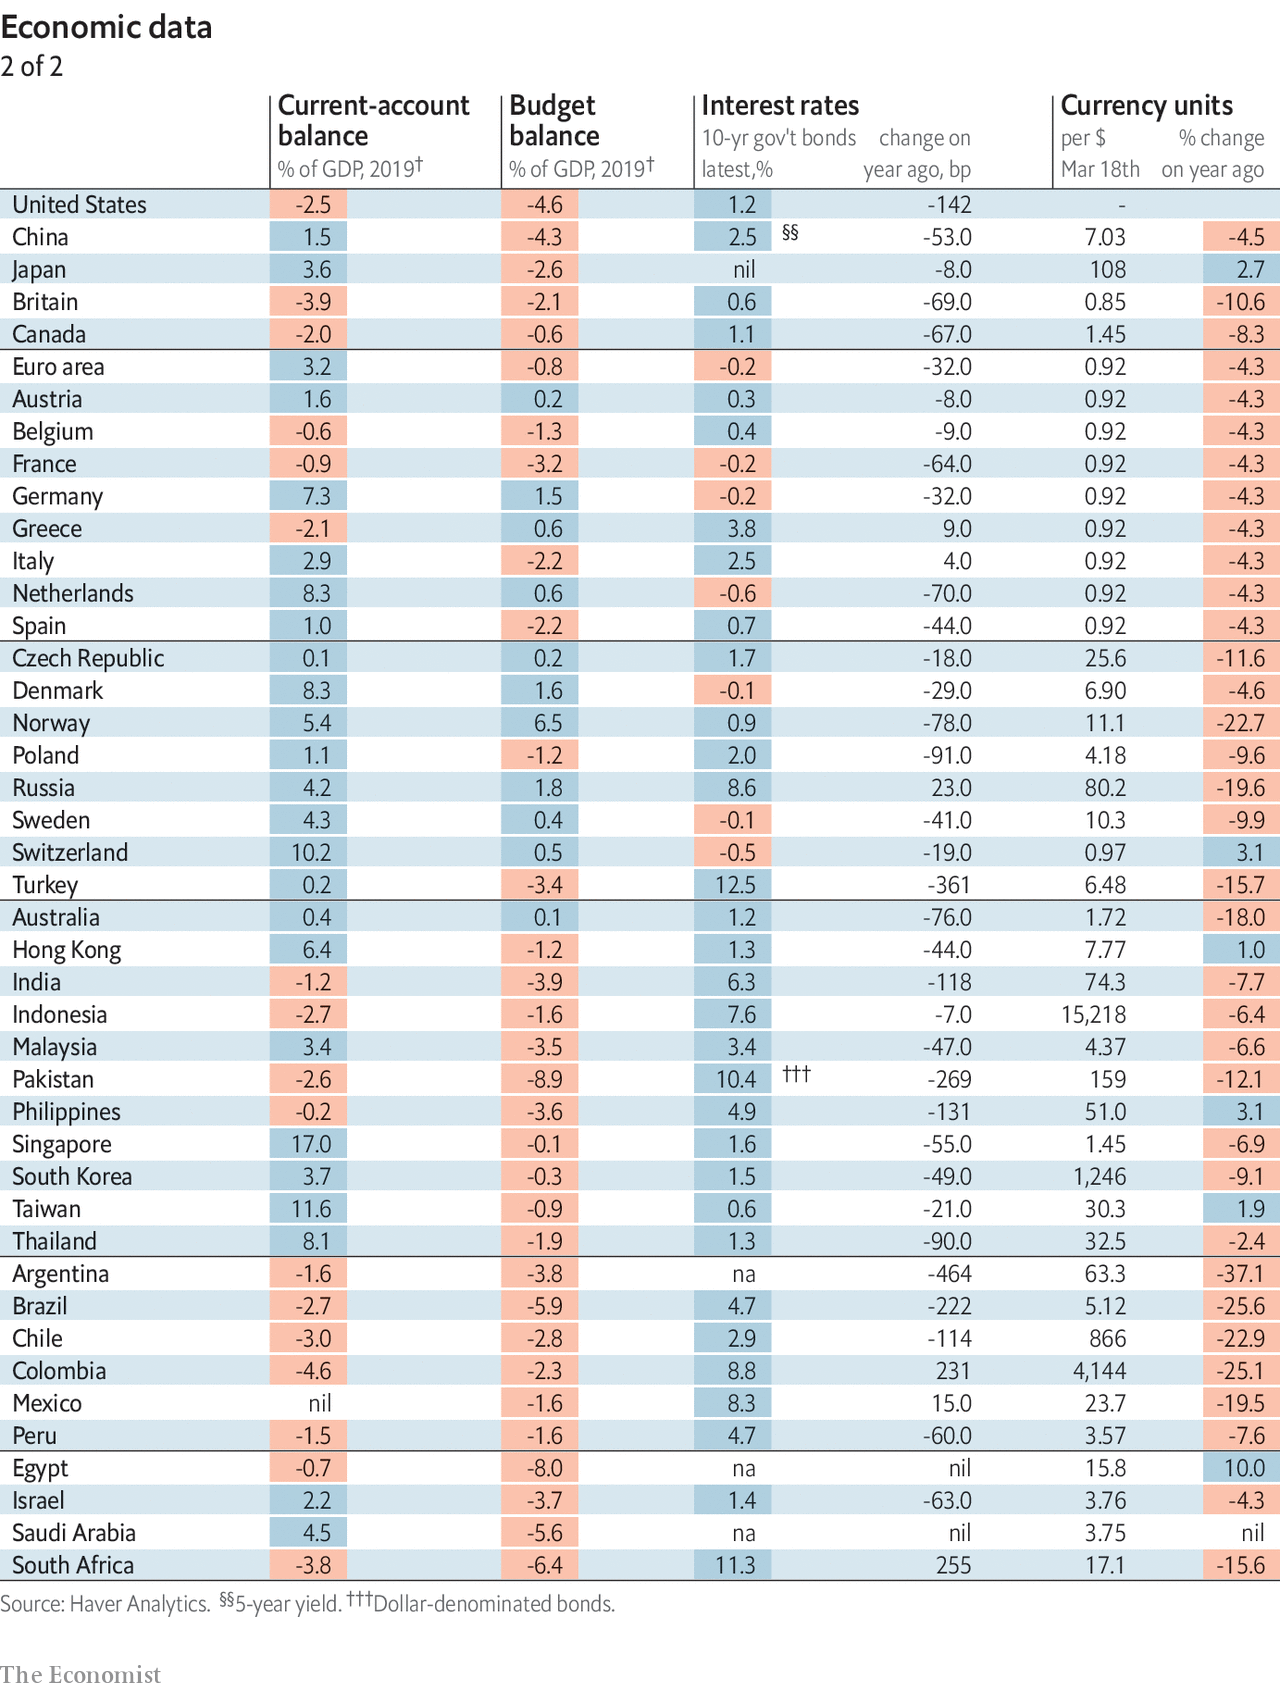 Economic data
2 of 2
Current-account balance % of GDP, 2019† Budget balance % of GDP, 2019† Interest rates 10-yr gov't bonds latest,% change on year ago, bp Currency units per $ Mar 18th % change on year ago
United States -2.5 -4.6 1.2 -142 -
China 1.5 -4.3 2.5 §§ -53.0 7.03 -4.5
Japan 3.6 -2.6 nil -8.0 108 2.7
Britain -3.9 -2.1 0.6 -69.0 0.85 -10.6
Canada -2.0 -0.6 1.1 -67.0 1.45 -8.3
Euro area 3.2 -0.8 -0.2 -32.0 0.92 -4.3
Austria 1.6 0.2 0.3 -8.0 0.92 -4.3
Belgium -0.6 -1.3 0.4 -9.0 0.92 -4.3
France -0.9 -3.2 -0.2 -64.0 0.92 -4.3
Germany 7.3 1.5 -0.2 -32.0 0.92 -4.3
Greece -2.1 0.6 3.8 9.0 0.92 -4.3
Italy 2.9 -2.2 2.5 4.0 0.92 -4.3
Netherlands 8.3 0.6 -0.6 -70.0 0.92 -4.3
Spain 1.0 -2.2 0.7 -44.0 0.92 -4.3
Czech Republic 0.1 0.2 1.7 -18.0 25.6 -11.6
Denmark 8.3 1.6 -0.1 -29.0 6.90 -4.6
Norway 5.4 6.5 0.9 -78.0 11.1 -22.7
Poland 1.1 -1.2 2.0 -91.0 4.18 -9.6
Russia 4.2 1.8 8.6 23.0 80.2 -19.6
Sweden 4.3 0.4 -0.1 -41.0 10.3 -9.9
Switzerland 10.2 0.5 -0.5 -19.0 0.97 3.1
Turkey 0.2 -3.4 12.5 -361 6.48 -15.7
Australia 0.4 0.1 1.2 -76.0 1.72 -18.0
Hong Kong 6.4 -1.2 1.3 -44.0 7.77 1.0
India -1.2 -3.9 6.3 -118 74.3 -7.7
Indonesia -2.7 -1.6 7.6 -7.0 15,218 -6.4
Malaysia 3.4 -3.5 3.4 -47.0 4.37 -6.6
Pakistan -2.6 -8.9 10.4 ††† -269 159 -12.1
Philippines -0.2 -3.6 4.9 -131 51.0 3.1
Singapore 17.0 -0.1 1.6 -55.0 1.45 -6.9
South Korea 3.7 -0.3 1.5 -49.0 1,246 -9.1
Taiwan 11.6 -0.9 0.6 -21.0 30.3 1.9
Thailand 8.1 -1.9 1.3 -90.0 32.5 -2.4
Argentina -1.6 -3.8 na -464 63.3 -37.1
Brazil -2.7 -5.9 4.7 -222 5.12 -25.6
Chile -3.0 -2.8 2.9 -114 866 -22.9
Colombia -4.6 -2.3 8.8 231 4,144 -25.1
Mexico nil -1.6 8.3 15.0 23.7 -19.5
Peru -1.5 -1.6 4.7 -60.0 3.57 -7.6
Egypt -0.7 -8.0 na nil 15.8 10.0
Israel 2.2 -3.7 1.4 -63.0 3.76 -4.3
Saudi Arabia 4.5 -5.6 na nil 3.75 nil
South Africa -3.8 -6.4 11.3 255 17.1 -15.6
Source: Haver Analytics. §§5-year yield. †††Dollar-denominated bonds.
The Economist